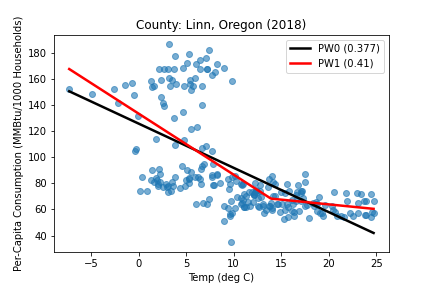 County: Linn, Oregon (2018)
PW0 (0.377)
PW1 (0.41)
Per-Capita Consumption (MMBtu/1000 Households)
180
160
140
120
100
80
60
40
−5 0 5 10 15 20 25
Temp (deg C)